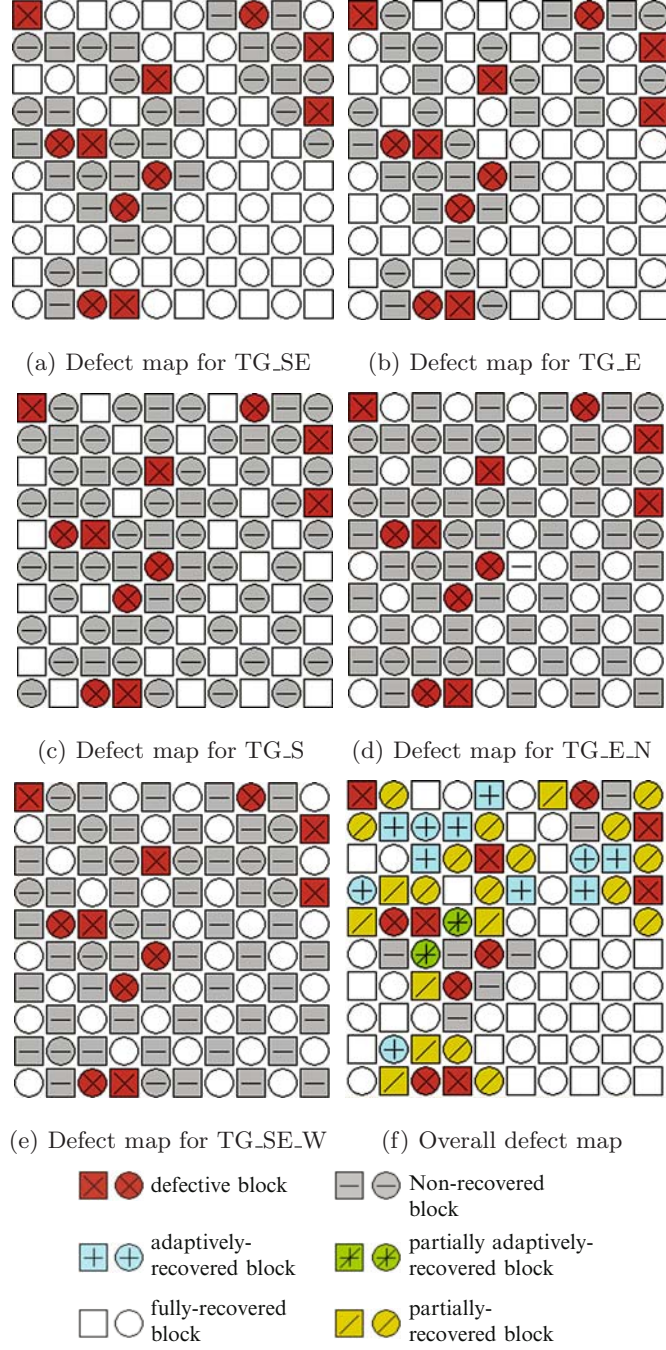 (a) Defect map for TG_SE
(b) Defect map for TG_E
(c) Defect map for TG_S
(d) Defect map for TG_E_N
(e) Defect map for TG_SE_W
(f) Overall defect map
defective block
Non-recovered
block
adaptively-
recovered block
partially adaptively-
recovered block
fully-recovered
block
partially-
recovered block